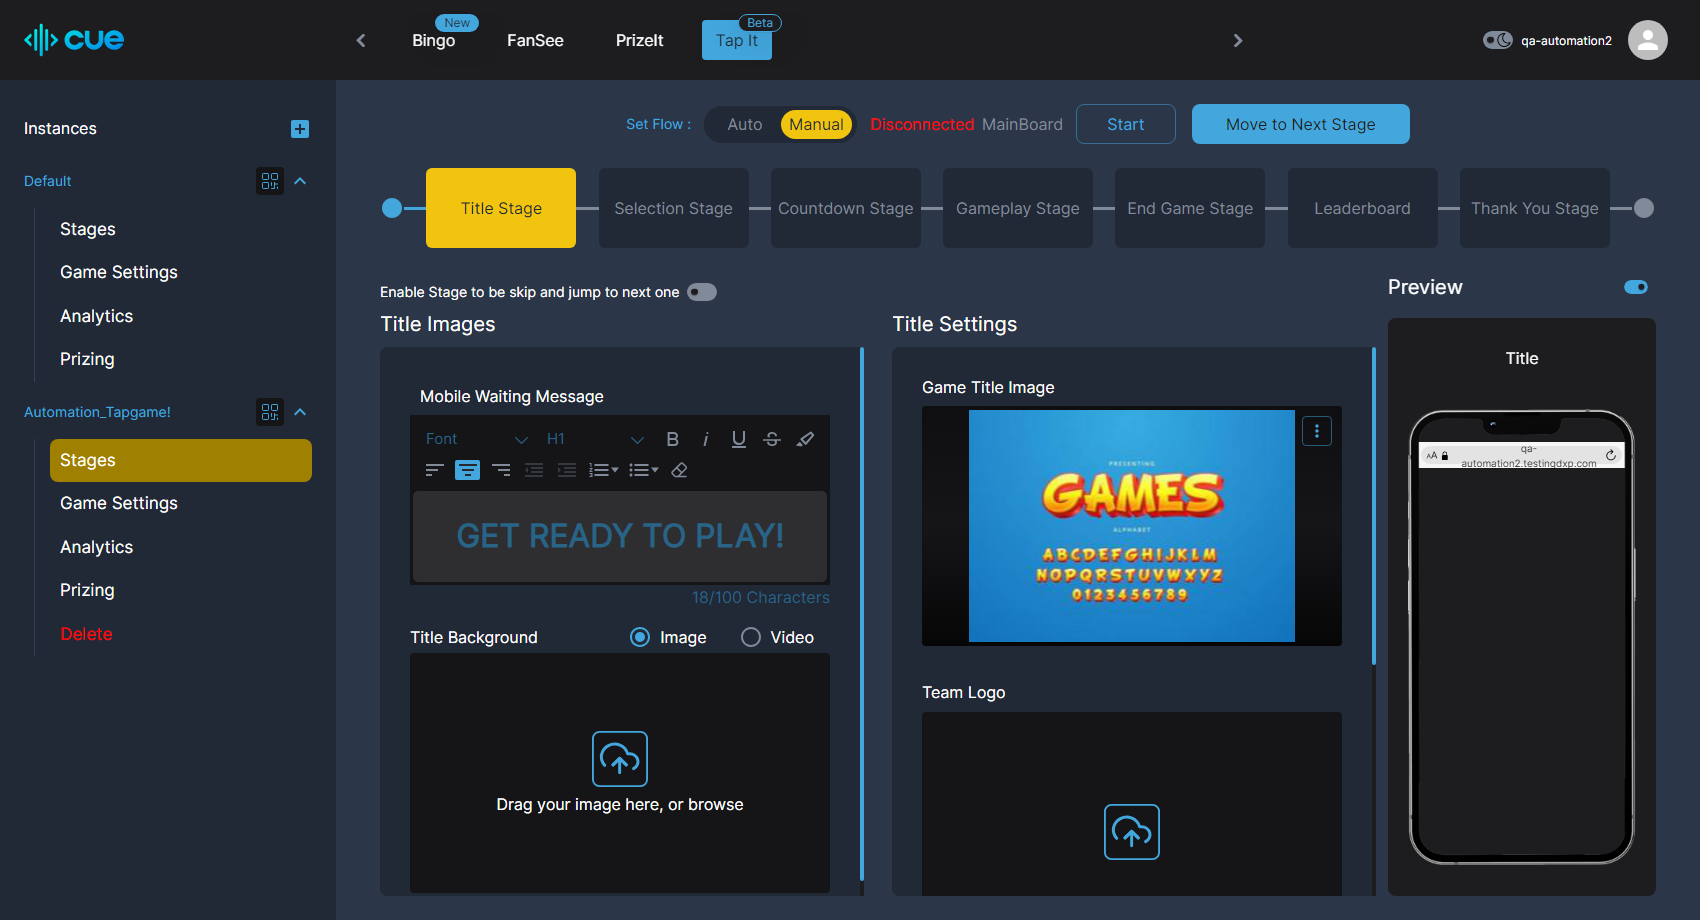 cue
Bingo
New
FanSee
PrizeIt
Tap It
Beta
qa-automation2
Instances
Default
Stages
Game Settings
Analytics
Prizing
Automation_Tapgame!
Stages
Game Settings
Analytics
Prizing
Delete
Set Flow :
Auto
Manual
Disconnected MainBoard
Start
Move to Next Stage
Title Stage
Selection Stage
Countdown Stage
Gameplay Stage
End Game Stage
Leaderboard
Thank You Stage
Enable Stage to be skip and jump to next one
Title Images
Mobile Waiting Message
Font
H1
B
i
U
S
GET READY TO PLAY!
18/100 Characters
Title Background
Image
Video
Drag your image here, or browse
Title Settings
Game Title Image
PRESENTING
GAMES
ALPHABET
ABCDEFGHIJKLM
NOPQRSTUVWXYZ
0123456789
Team Logo
Preview
Title
AA
qa-
automation2.testingdxp.com